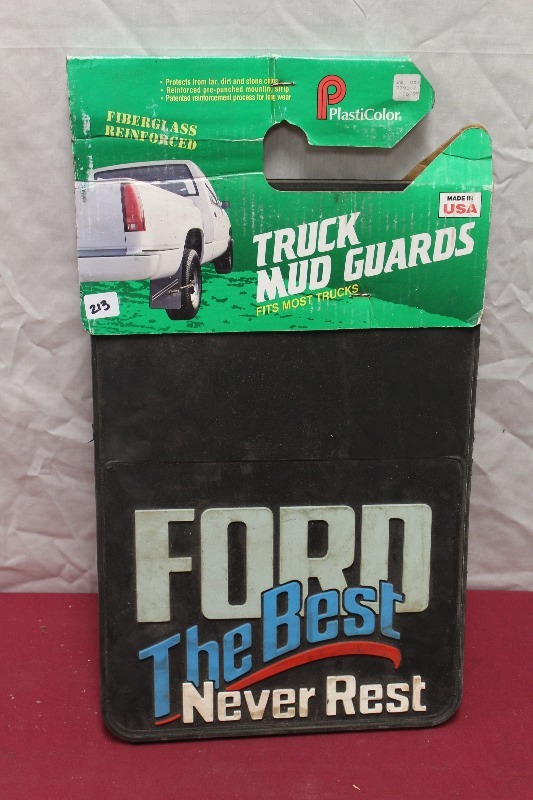 • Protects from tar, dirt and stone chips
• Reinforced pre-punched mounting strip
• Patented reinforcement process for long wear
PlastiColor
FIBERGLASS
REINFORCED
MADE IN
USA
TRUCK
MUD GUARDS
FITS MOST TRUCKS
213
FORD
The Best
Never Rest